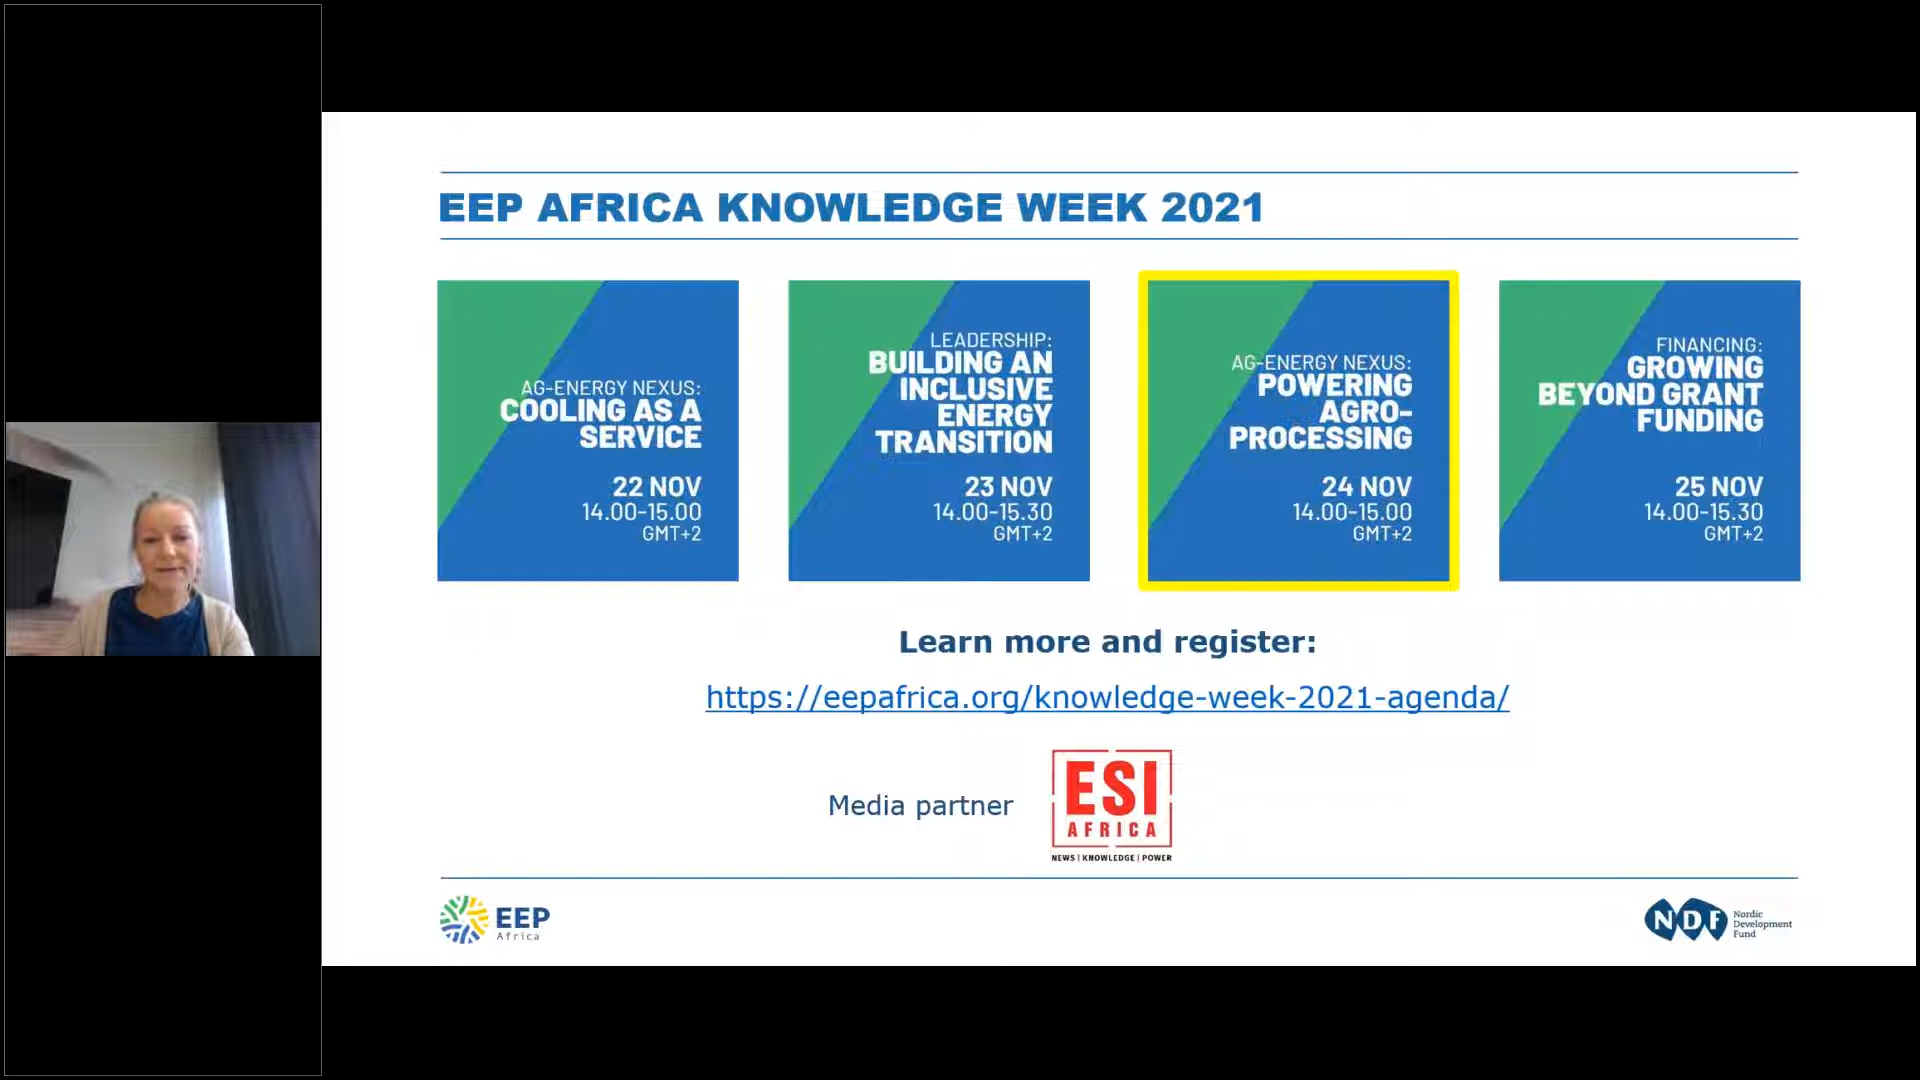 EEP AFRICA KNOWLEDGE WEEK 2021
AG-ENERGY NEXUS:
COOLING AS A
SERVICE
22 NOV
14.00-15.00
GMT+2
LEADERSHIP:
BUILDING AN
INCLUSIVE
ENERGY
TRANSITION
23 NOV
14.00-15.30
GMT+2
AG-ENERGY NEXUS:
POWERING
AGRO-
PROCESSING
24 NOV
14.00-15.00
GMT+2
FINANCING:
GROWING
BEYOND GRANT
FUNDING
25 NOV
14.00-15.30
GMT+2
Learn more and register:
https://eepafrica.org/knowledge-week-2021-agenda/
Media partner
ESI
AFRICA
NEWS | KNOWLEDGE | POWER
EEP
Africa
NDF
Nordic
Development
Fund